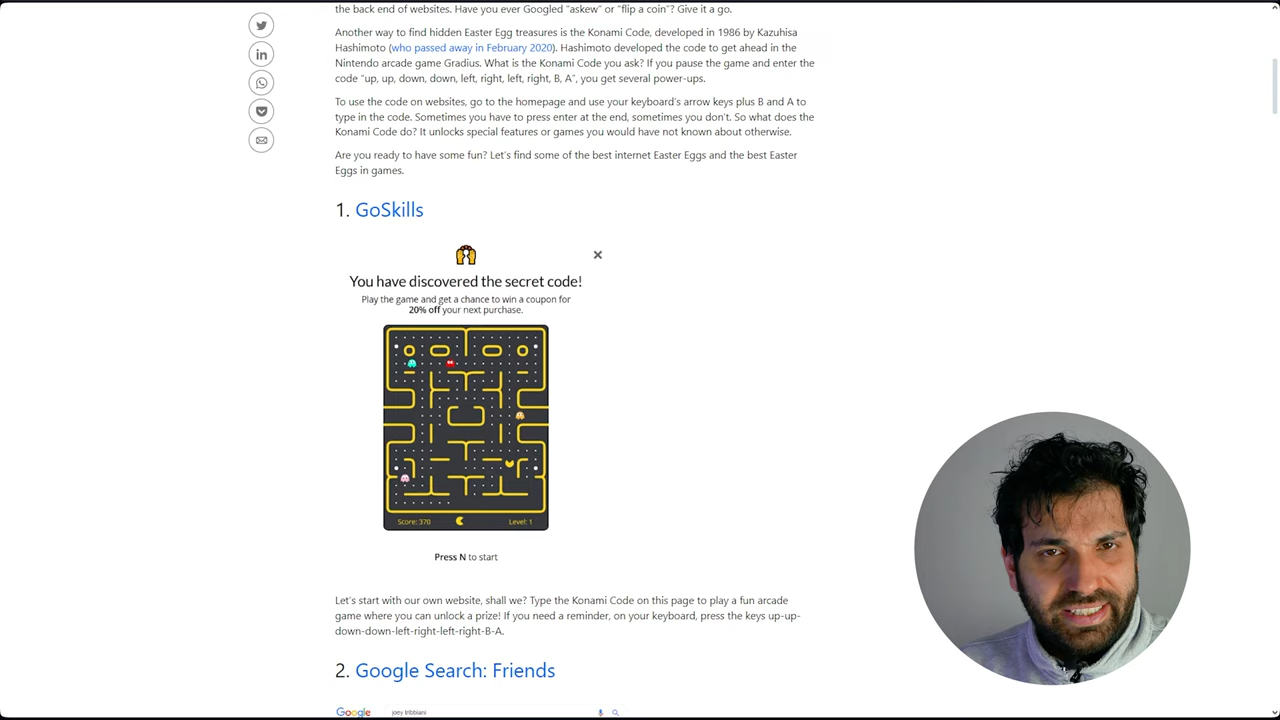 the back end of websites. Have you ever Googled "askew" or "flip a coin"? Give it a go.
Another way to find hidden Easter Egg treasures is the Konami Code, developed in 1986 by Kazuhisa
Hashimoto (who passed away in February 2020). Hashimoto developed the code to get ahead in the
Nintendo arcade game Gradius. What is the Konami Code you ask? If you pause the game and enter the
code "up, up, down, down, left, right, left, right, B, A", you get several power-ups.
To use the code on websites, go to the homepage and use your keyboard's arrow keys plus B and A to
type in the code. Sometimes you have to press enter at the end, sometimes you don't. So what does the
Konami Code do? It unlocks special features or games you would have not known about otherwise.
Are you ready to have some fun? Let's find some of the best internet Easter Eggs and the best Easter
Eggs in games.
1. GoSkills
You have discovered the secret code!
Play the game and get a chance to win a coupon for
20% off your next purchase.
Score: 370 Level: 1
Press N to start
Let's start with our own website, shall we? Type the Konami Code on this page to play a fun arcade
game where you can unlock a prize! If you need a reminder, on your keyboard, press the keys up-up-
down-down-left-right-left-right-B-A.
2. Google Search: Friends
Google joey tribbiani